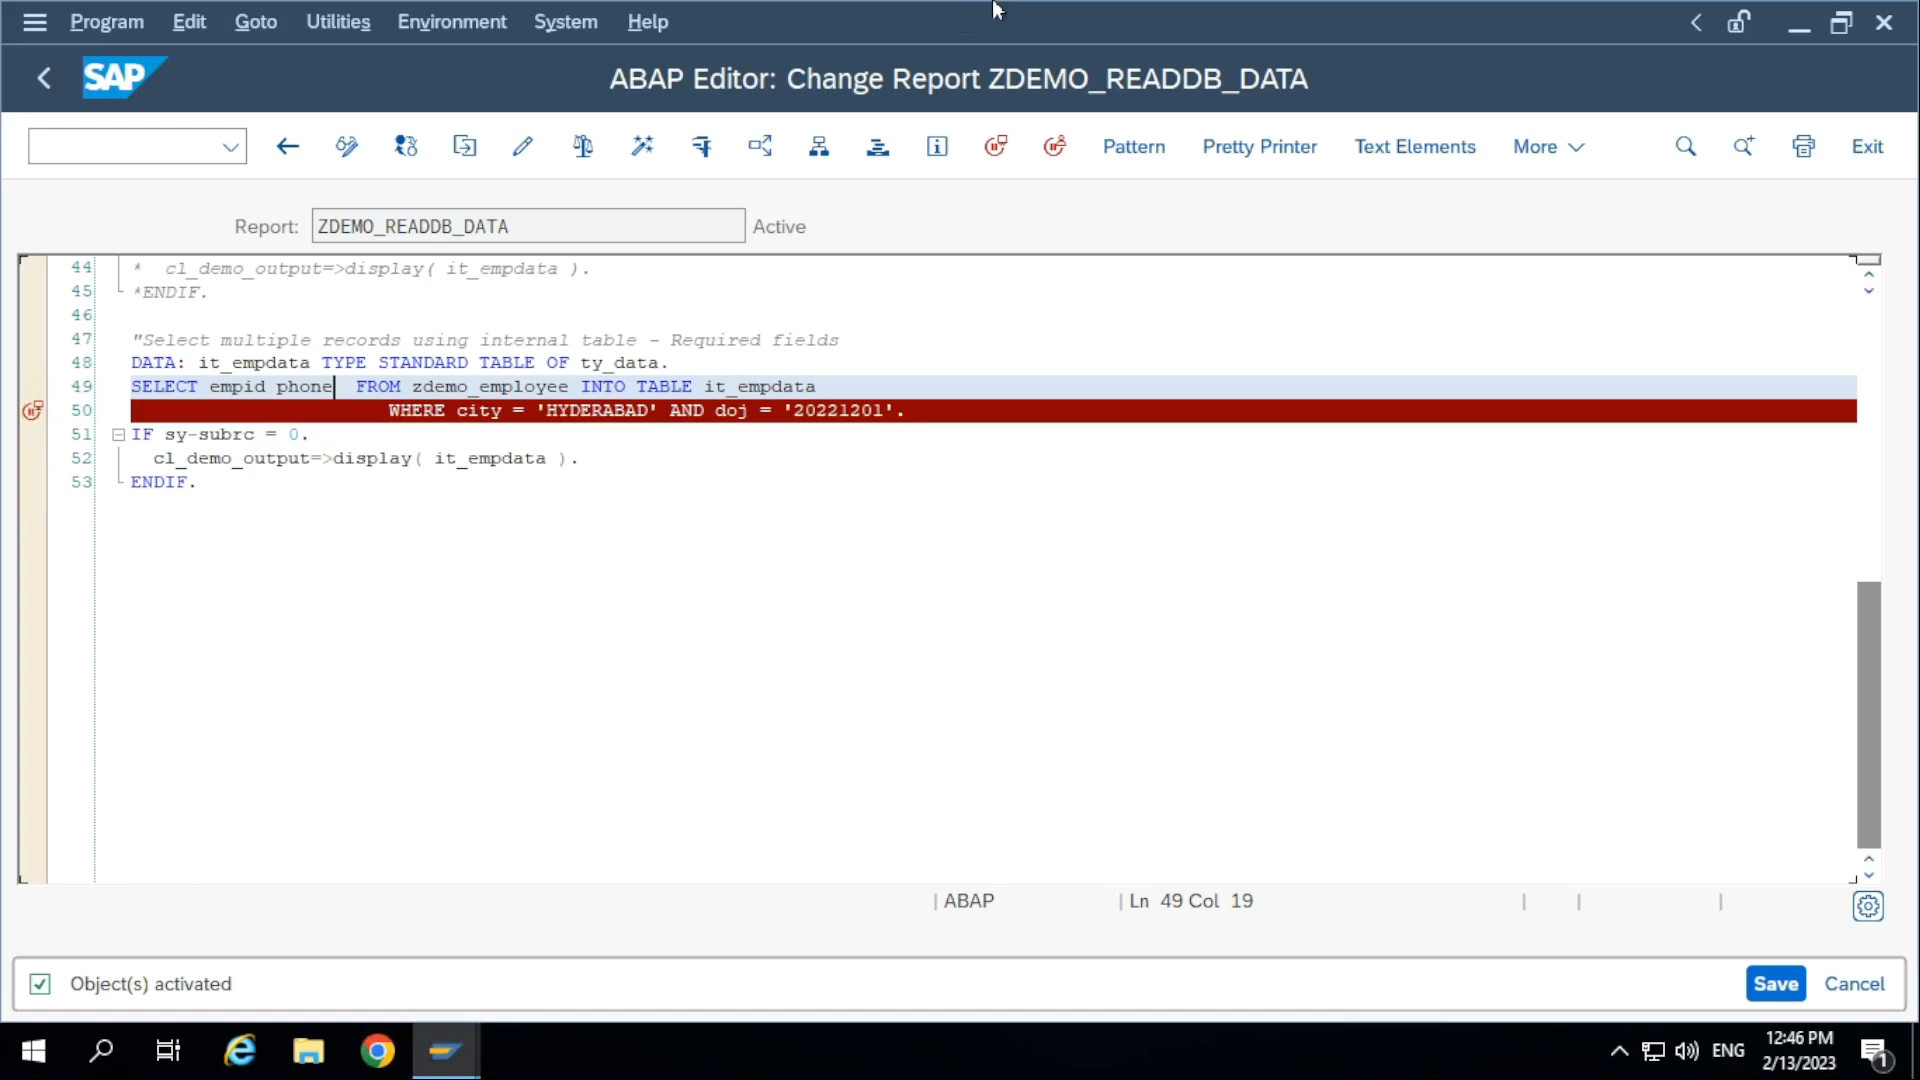 Program Edit Goto Utilities Environment System Help
SAP ABAP Editor: Change Report ZDEMO_READDB_DATA
Pattern Pretty Printer Text Elements More Exit
Report: ZDEMO_READDB_DATA Active
44 * cl_demo_output=>display( it_empdata ).
45 *ENDIF.
46
47 "Select multiple records using internal table - Required fields
48 DATA: it_empdata TYPE STANDARD TABLE OF ty_data.
49 SELECT empid phone FROM zdemo_employee INTO TABLE it_empdata
50 WHERE city = 'HYDERABAD' AND doj = '20221201'.
51 IF sy-subrc = 0.
52 cl_demo_output=>display( it_empdata ).
53 ENDIF.
| ABAP | Ln 49 Col 19 | | |
Object(s) activated Save Cancel
ENG 12:46 PM
2/13/2023 1